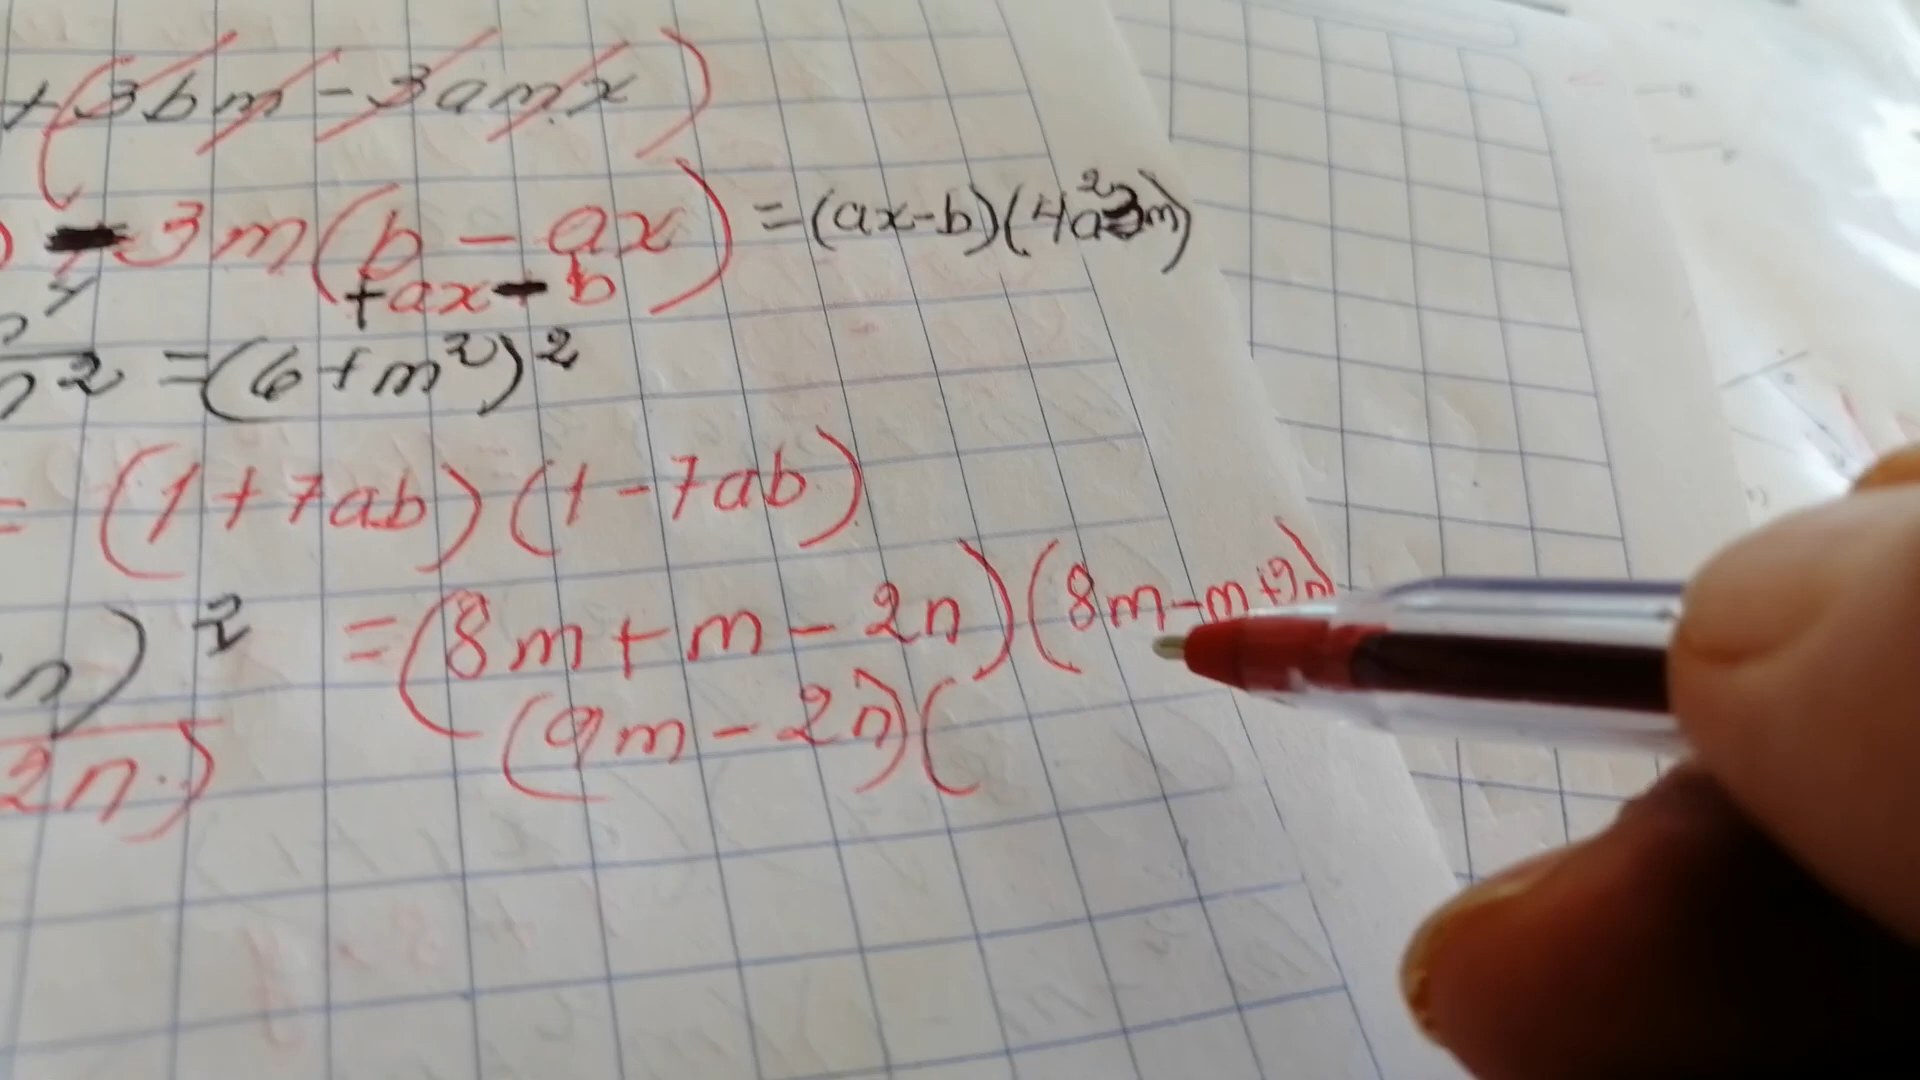 +(3bm-3am.x)
) -3m(b-ax) =(ax-b)(4a²-3m)
+ax-b
² =(6+m²)²
= (1+7ab)(1-7ab)
n)² =(8m+m-2n)(8m-m+2n)
2n.) (9m-2n)(